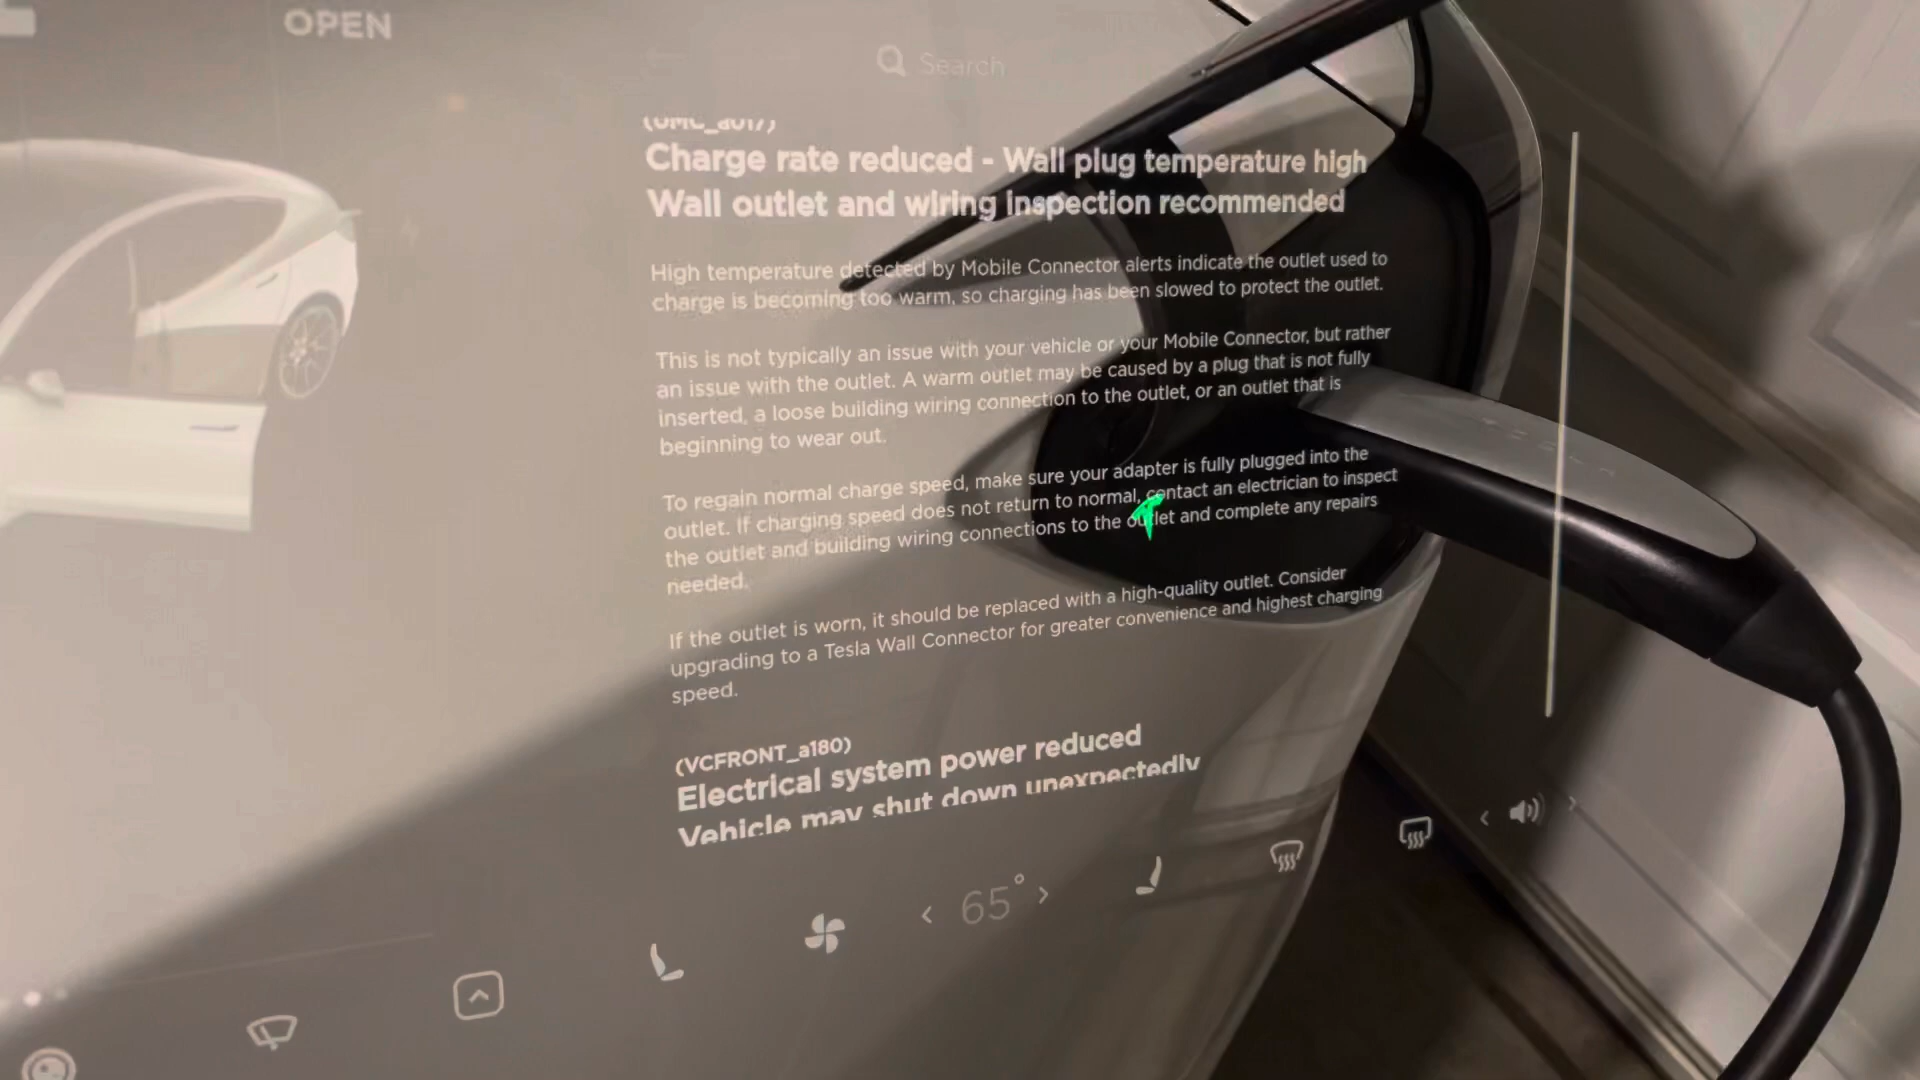 OPEN
Search
(UMC_a017)
Charge rate reduced - Wall plug temperature high
Wall outlet and wiring inspection recommended
High temperature detected by Mobile Connector alerts indicate the outlet used to
charge is becoming too warm, so charging has been slowed to protect the outlet.
This is not typically an issue with your vehicle or your Mobile Connector, but rather
an issue with the outlet. A warm outlet may be caused by a plug that is not fully
inserted, a loose building wiring connection to the outlet, or an outlet that is
beginning to wear out.
To regain normal charge speed, make sure your adapter is fully plugged into the
outlet. If charging speed does not return to normal, contact an electrician to inspect
the outlet and building wiring connections to the outlet and complete any repairs
needed.
If the outlet is worn, it should be replaced with a high-quality outlet. Consider
upgrading to a Tesla Wall Connector for greater convenience and highest charging
speed.
(VCFRONT_a180)
Electrical system power reduced
Vehicle may shut down unexpectedly
65°
TESLA